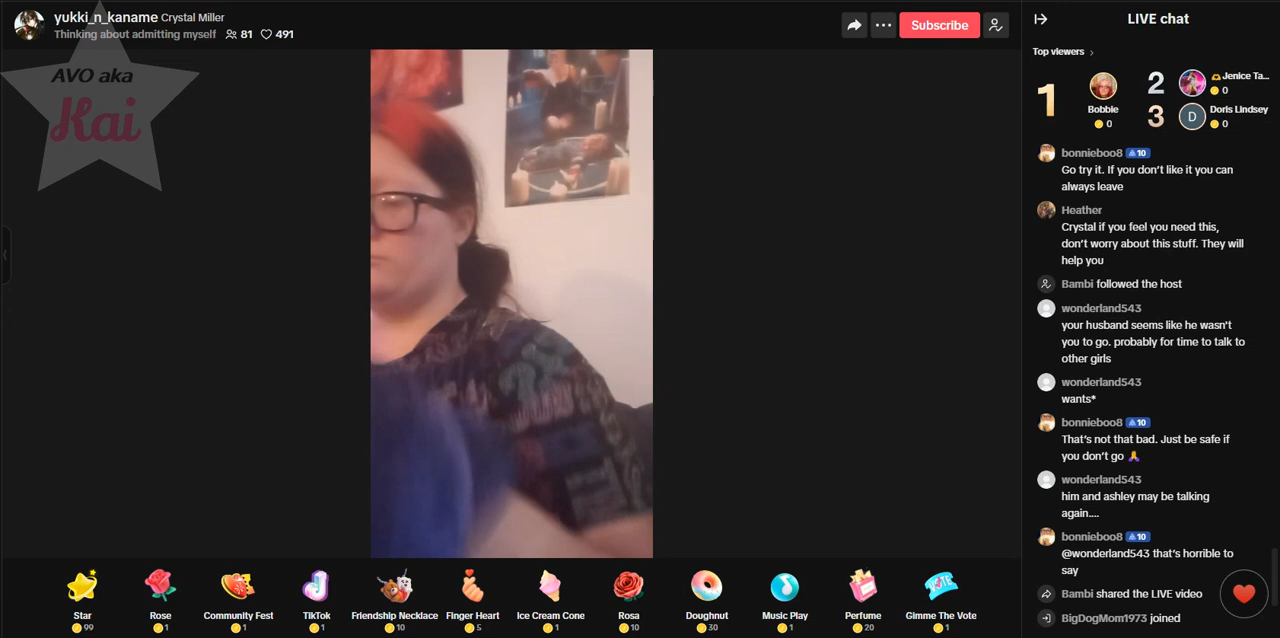 yukki_n_kaname Crystal Miller
Thinking about admitting myself 81 491
Subscribe
AVO aka
Kai
LIVE chat
Top viewers
1
Bobbie
0
2
Jenice Ta...
0
3
D
Doris Lindsey
0
bonnieboo8 10
Go try it. If you don't like it you can
always leave
Heather
Crystal if you feel you need this,
don't worry about this stuff. They will
help you
Bambi followed the host
wonderland543
your husband seems like he wasn't
you to go. probably for time to talk to
other girls
wonderland543
wants*
bonnieboo8 10
That's not that bad. Just be safe if
you don't go 🙏
wonderland543
him and ashley may be talking
again....
bonnieboo8 10
@wonderland543 that's horrible to
say
Bambi shared the LIVE video
BigDogMom1973 joined
Star
99
Rose
1
Community Fest
1
TikTok
1
Friendship Necklace
10
Finger Heart
5
Ice Cream Cone
1
Rosa
10
Doughnut
30
Music Play
1
Perfume
20
Gimme The Vote
1